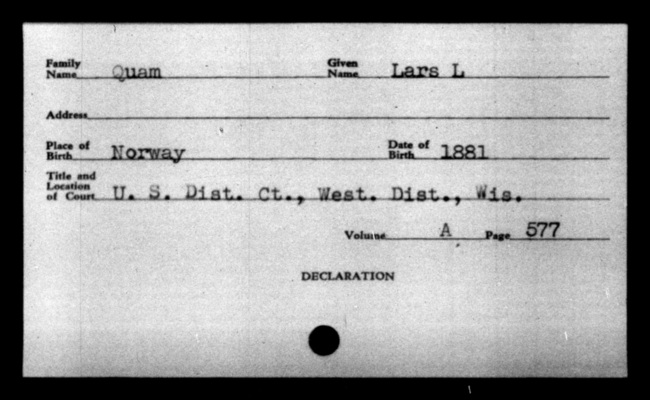 Family Name Quam Given Name Lars L
Address
Place of Birth Norway Date of Birth 1881
Title and Location of Court U. S. Dist. Ct., West. Dist., Wis.
Volume A Page 577
DECLARATION